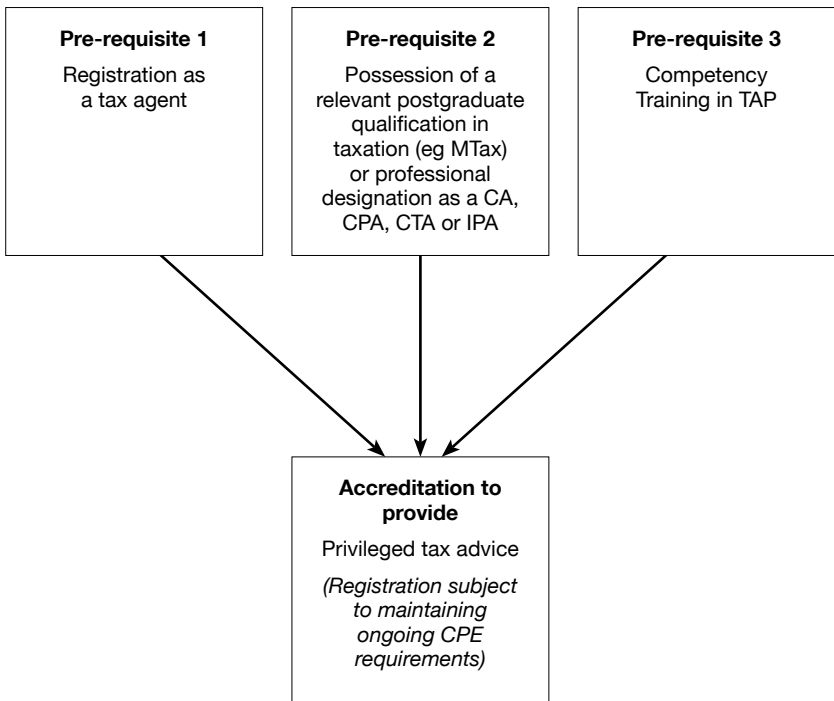 Pre-requisite 1
Registration as
a tax agent
Pre-requisite 2
Possession of a
relevant postgraduate
qualification in
taxation (eg MTax)
or professional
designation as a CA,
CPA, CTA or IPA
Pre-requisite 3
Competency
Training in TAP
Accreditation to
provide
Privileged tax advice
(Registration subject
to maintaining
ongoing CPE
requirements)